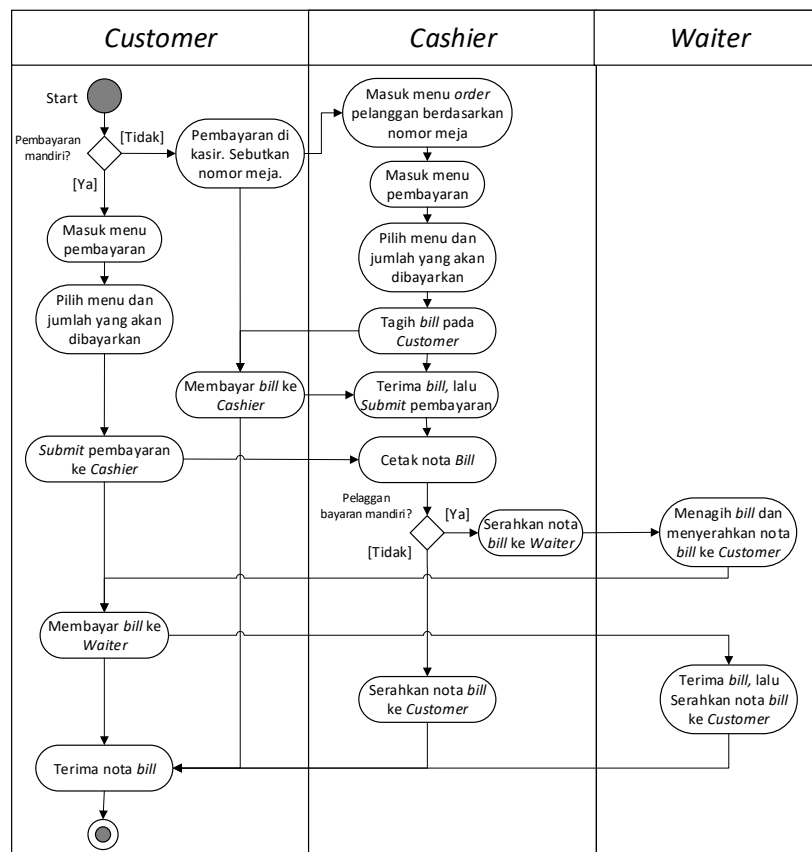 Customer
Cashier
Waiter
Start
Pembayaran
mandiri?
[Tidak]
[Ya]
Pembayaran di
kasir. Sebutkan
nomor meja.
Masuk menu order
pelanggan berdasarkan
nomor meja
Masuk menu
pembayaran
Masuk menu
pembayaran
Pilih menu dan
jumlah yang akan
dibayarkan
Pilih menu dan
jumlah yang akan
dibayarkan
Tagih bill pada
Customer
Membayar bill ke
Cashier
Terima bill, lalu
Submit pembayaran
Submit pembayaran
ke Cashier
Cetak nota Bill
Pelaggan
bayaran mandiri?
[Ya]
[Tidak]
Serahkan nota
bill ke Waiter
Menagih bill dan
menyerahkan nota
bill ke Customer
Membayar bill ke
Waiter
Serahkan nota bill
ke Customer
Terima bill, lalu
Serahkan nota bill
ke Customer
Terima nota bill